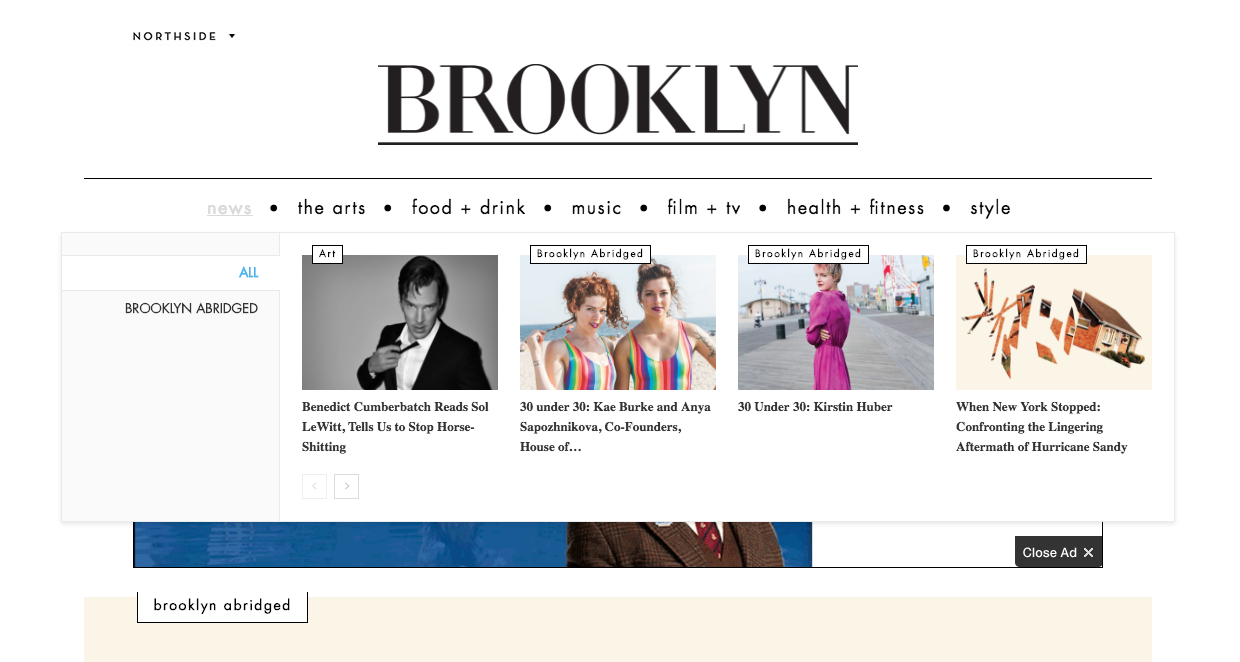 NORTHSIDE
BROOKLYN
news • the arts • food + drink • music • film + tv • health + fitness • style
ALL
BROOKLYN ABRIDGED
Art
Benedict Cumberbatch Reads Sol
LeWitt, Tells Us to Stop Horse-
Shitting
Brooklyn Abridged
30 under 30: Kae Burke and Anya
Sapozhnikova, Co-Founders,
House of…
Brooklyn Abridged
30 Under 30: Kirstin Huber
Brooklyn Abridged
When New York Stopped:
Confronting the Lingering
Aftermath of Hurricane Sandy
Close Ad
brooklyn abridged